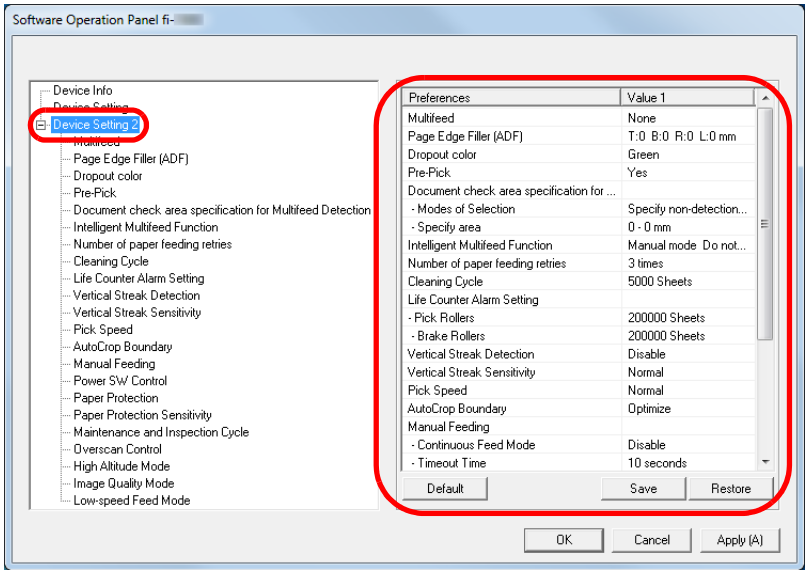 Software Operation Panel fi-
Device Info
Device Setting
Device Setting 2
Multifeed
Page Edge Filler (ADF)
Dropout color
Pre-Pick
Document check area specification for Multifeed Detection
Intelligent Multifeed Function
Number of paper feeding retries
Cleaning Cycle
Life Counter Alarm Setting
Vertical Streak Detection
Vertical Streak Sensitivity
Pick Speed
AutoCrop Boundary
Manual Feeding
Power SW Control
Paper Protection
Paper Protection Sensitivity
Maintenance and Inspection Cycle
Overscan Control
High Altitude Mode
Image Quality Mode
Low-speed Feed Mode
Preferences Value 1
Multifeed None
Page Edge Filler (ADF) T:0 B:0 R:0 L:0 mm
Dropout color Green
Pre-Pick Yes
Document check area specification for ...
- Modes of Selection Specify non-detection...
- Specify area 0 - 0 mm
Intelligent Multifeed Function Manual mode Do not...
Number of paper feeding retries 3 times
Cleaning Cycle 5000 Sheets
Life Counter Alarm Setting
- Pick Rollers 200000 Sheets
- Brake Rollers 200000 Sheets
Vertical Streak Detection Disable
Vertical Streak Sensitivity Normal
Pick Speed Normal
AutoCrop Boundary Optimize
Manual Feeding
- Continuous Feed Mode Disable
- Timeout Time 10 seconds
Default Save Restore
OK Cancel Apply (A)